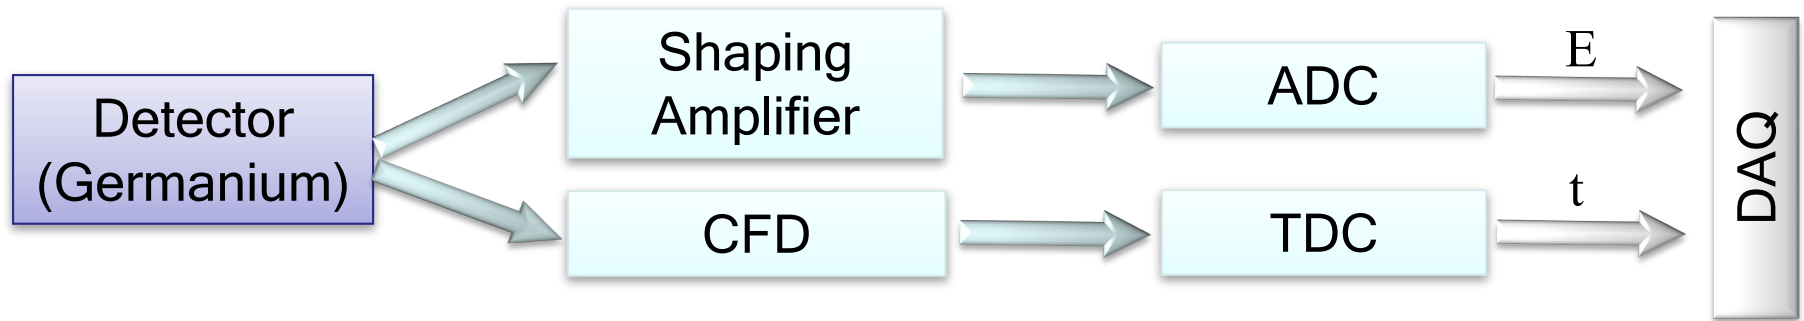 Detector
(Germanium)
Shaping
Amplifier
ADC
E
CFD
TDC
t
DAQ